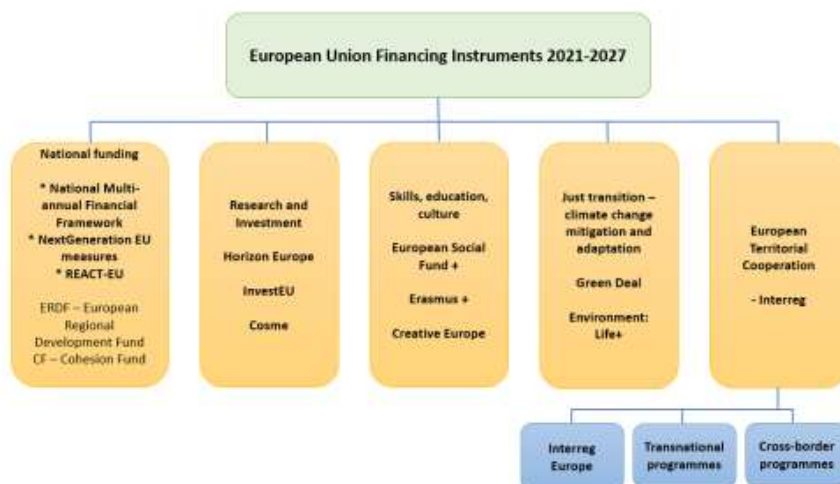 European Union Financing Instruments 2021-2027
National funding
* National Multi-
annual Financial
Framework
* NextGeneration EU
measures
* REACT-EU
ERDF – European
Regional
Development Fund
CF – Cohesion Fund
Research and
Investment
Horizon Europe
InvestEU
Cosme
Skills, education,
culture
European Social
Fund +
Erasmus +
Creative Europe
Just transition –
climate change
mitigation and
adaptation
Green Deal
Environment:
Life+
European
Territorial
Cooperation
- Interreg
Interreg
Europe
Transnational
programmes
Cross-border
programmes